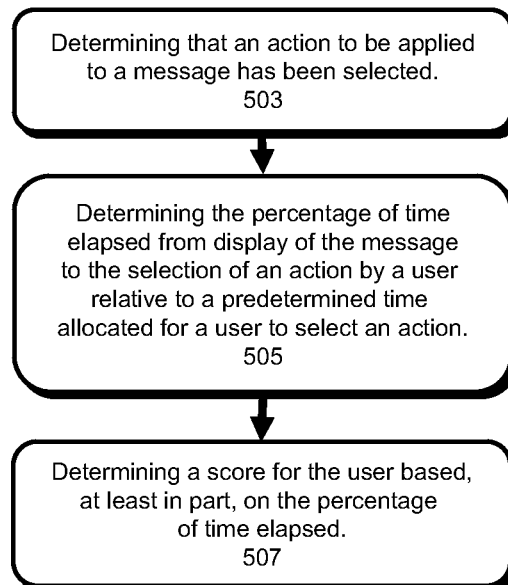 Determining that an action to be applied
to a message has been selected.
503
Determining the percentage of time
elapsed from display of the message
to the selection of an action by a user
relative to a predetermined time
allocated for a user to select an action.
505
Determining a score for the user based,
at least in part, on the percentage
of time elapsed.
507